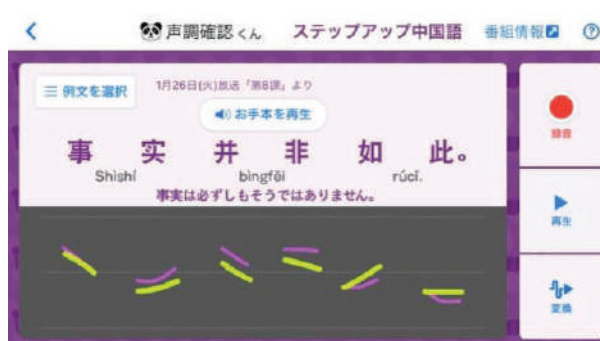 声調確認くん ステップアップ中国語 番組情報
例文を選択
1月26日(火)放送「第8課」より
お手本を再生
事 实 并 非 如 此。
Shìshí bìngfēi rúcǐ.
事実は必ずしもそうではありません。
録音
再生
変換